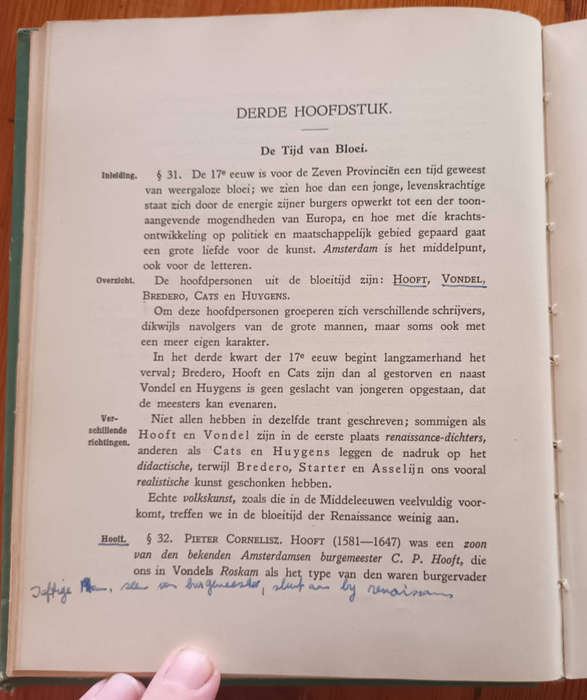 DERDE HOOFDSTUK.
De Tijd van Bloei.
Inleiding.
§ 31. De 17e eeuw is voor de Zeven Provinciën een tijd geweest
van weergaloze bloei; we zien hoe dan een jonge, levenskrachtige
staat zich door de energie zijner burgers opwerkt tot een der toon-
aangevende mogendheden van Europa, en hoe met die krachts-
ontwikkeling op politiek en maatschappelijk gebied gepaard gaat
een grote liefde voor de kunst. Amsterdam is het middelpunt,
ook voor de letteren.
Overzicht.
De hoofdpersonen uit de bloeitijd zijn: HOOFT, VONDEL,
BREDERO, CATS en HUYGENS.
Om deze hoofdpersonen groeperen zich verschillende schrijvers,
dikwijls navolgers van de grote mannen, maar soms ook met
een meer eigen karakter.
In het derde kwart der 17e eeuw begint langzamerhand het
verval; Bredero, Hooft en Cats zijn dan al gestorven en naast
Vondel en Huygens is geen geslacht van jongeren opgestaan, dat
de meesters kan evenaren.
Ver-
schillende
richtingen.
Niet allen hebben in dezelfde trant geschreven; sommigen als
Hooft en Vondel zijn in de eerste plaats renaissance-dichters,
anderen als Cats en Huygens leggen de nadruk op het
didactische, terwijl Bredero, Starter en Asselijn ons vooral
realistische kunst geschonken hebben.
Echte volkskunst, zoals die in de Middeleeuwen veelvuldig voor-
komt, treffen we in de bloeitijd der Renaissance weinig aan.
Hooft.
§ 32. PIETER CORNELISZ. HOOFT (1581—1647) was een zoon
van den bekenden Amsterdamsen burgemeester C. P. Hooft, die
ons in Vondels Roskam als het type van den waren burgervader
Deftige man, zoon van burgemeester, sluit aan bij renaissans